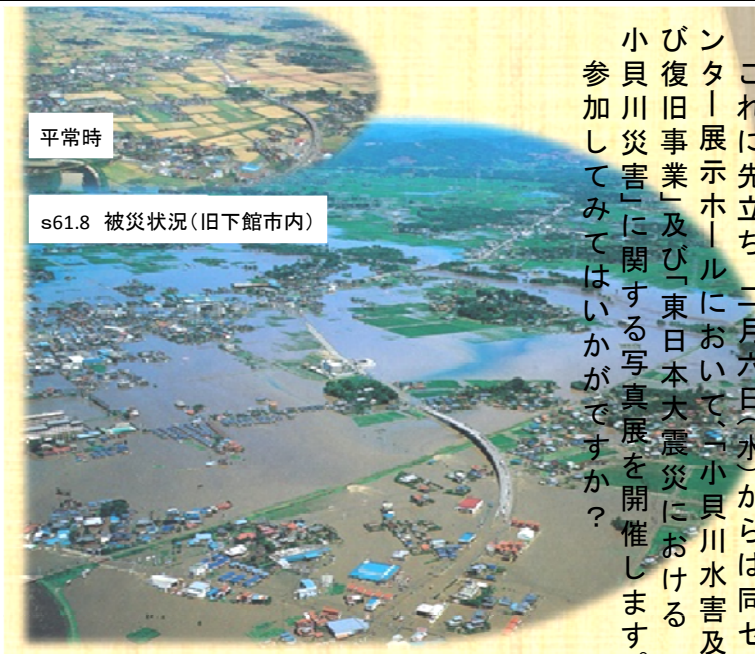 これに先立ち、二月六日(水)からは同セ
ンター展示ホールにおいて、「小貝川水害及
び復旧事業」及び「東日本大震災における
小貝川災害」に関する写真展を開催します。
参加してみてはいかがですか？
平常時
s61.8 被災状況(旧下館市内)